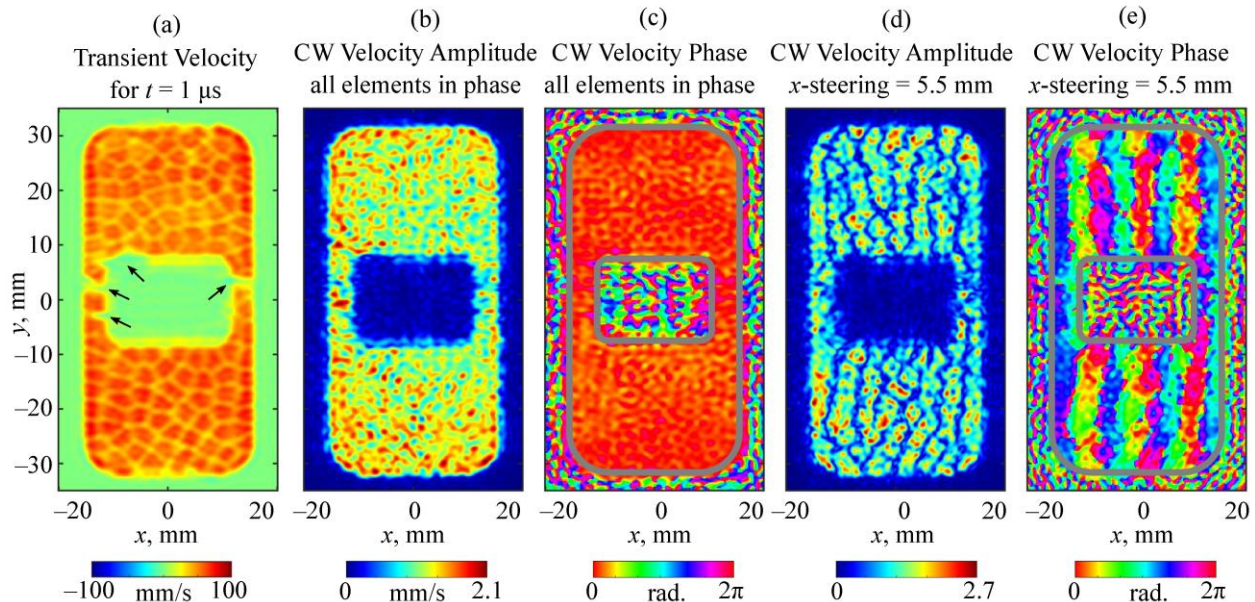 (a)
Transient Velocity
for t = 1 μs
(b)
CW Velocity Amplitude
all elements in phase
(c)
CW Velocity Phase
all elements in phase
(d)
CW Velocity Amplitude
x-steering = 5.5 mm
(e)
CW Velocity Phase
x-steering = 5.5 mm
y, mm
30
20
10
0
–10
–20
–30
–20 0 20
x, mm
–20 0 20
x, mm
–20 0 20
x, mm
–20 0 20
x, mm
–20 0 20
x, mm
–100 mm/s 100
0 2.1
0 rad. 2π
0 2.7
0 rad. 2π